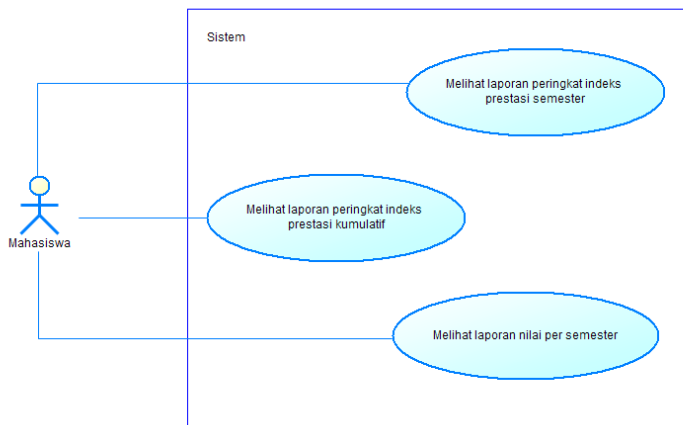 Sistem
Melihat laporan peringkat indeks
prestasi semester
Melihat laporan peringkat indeks
prestasi kumulatif
Mahasiswa
Melihat laporan nilai per semester